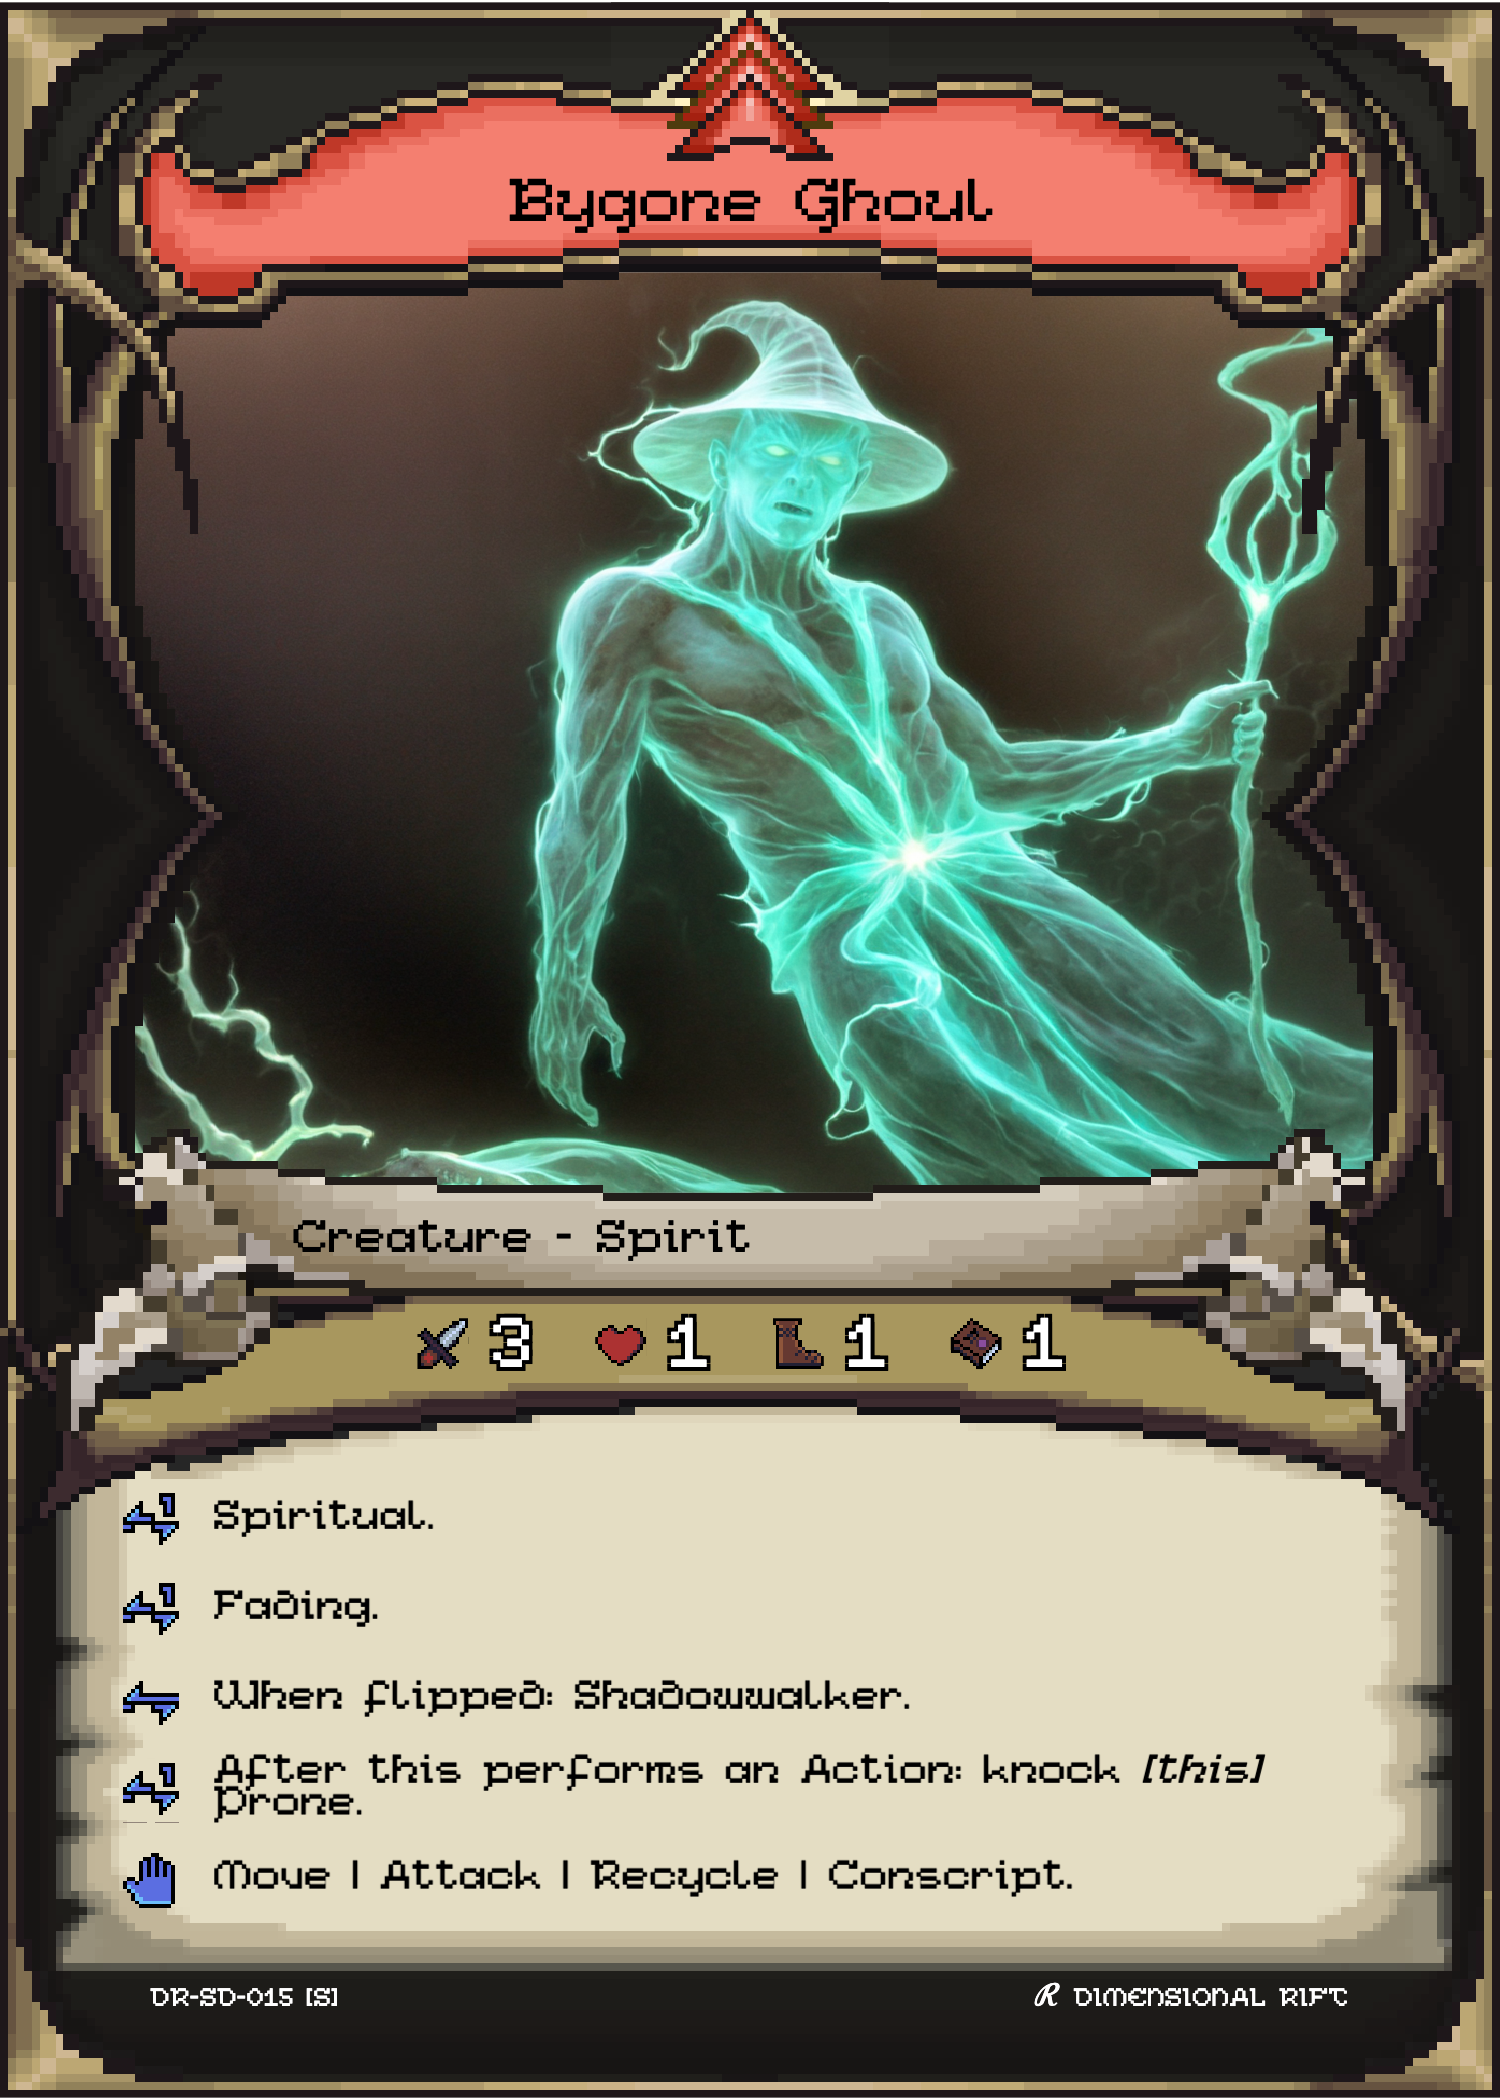 Bygone Ghoul
Creature - Spirit
3 1 1 1
Spiritual.
Fading.
When flipped: Shadowwalker.
After this performs an Action: knock [this]
Prone.
Move | Attack | Recycle | Conscript.
DR-SD-015 [S] R DIMENSIONAL RIFT